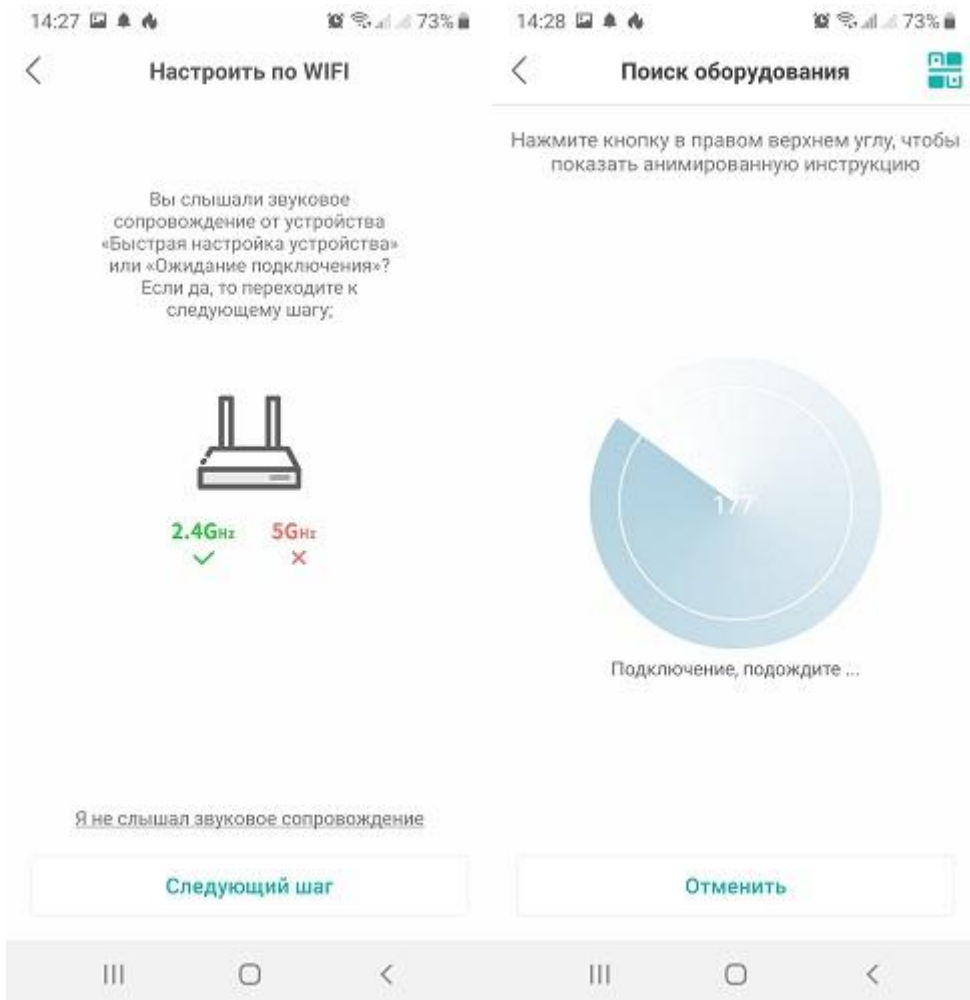 14:27
73%
Настроить по WIFI
Вы слышали звуковое
сопровождение от устройства
«Быстрая настройка устройства»
или «Ожидание подключения»?
Если да, то переходите к
следующему шагу;
2.4GHz
5GHz
Я не слышал звуковое сопровождение
Следующий шаг
14:28
73%
Поиск оборудования
Нажмите кнопку в правом верхнем углу, чтобы
показать анимированную инструкцию
177
Подключение, подождите ...
Отменить